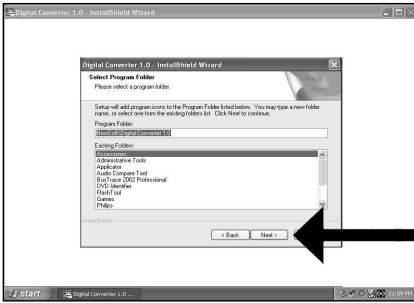 Digital Converter 1.0 - InstallShield Wizard
Digital Converter 1.0 - InstallShield Wizard
Select Program Folder
Please select a program folder.
Setup will add program icons to the Program Folder listed below. You may type a new folder
name, or select one from the existing folders list. Click Next to continue.
Program Folder:
NewSoft\Digital Converter 1.0
Existing Folders:
Accessories
Administrative Tools
Applicator
Audio Compare Tool
BusTrace 2002 Professional
DVD Identifier
FlashTool
Games
Philips
InstallShield
< Back
Next >
start
Digital Converter 1.0 ...
11:09 PM